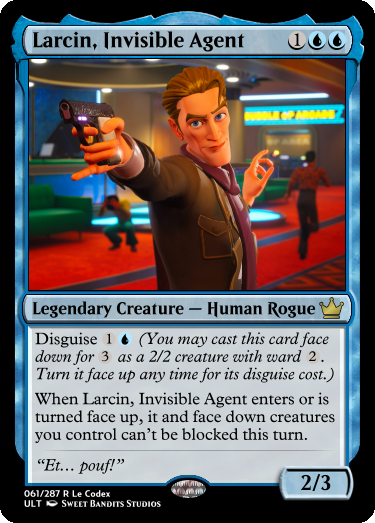 Larcin, Invisible Agent 1
Legendary Creature — Human Rogue
Disguise 1 (You may cast this card face
down for 3 as a 2/2 creature with ward 2.
Turn it face up any time for its disguise cost.)
When Larcin, Invisible Agent enters or is
turned face up, it and face down creatures
you control can't be blocked this turn.
“Et… pouf!”
2/3
061/287 R Le Codex
ULT Sweet Bandits Studios